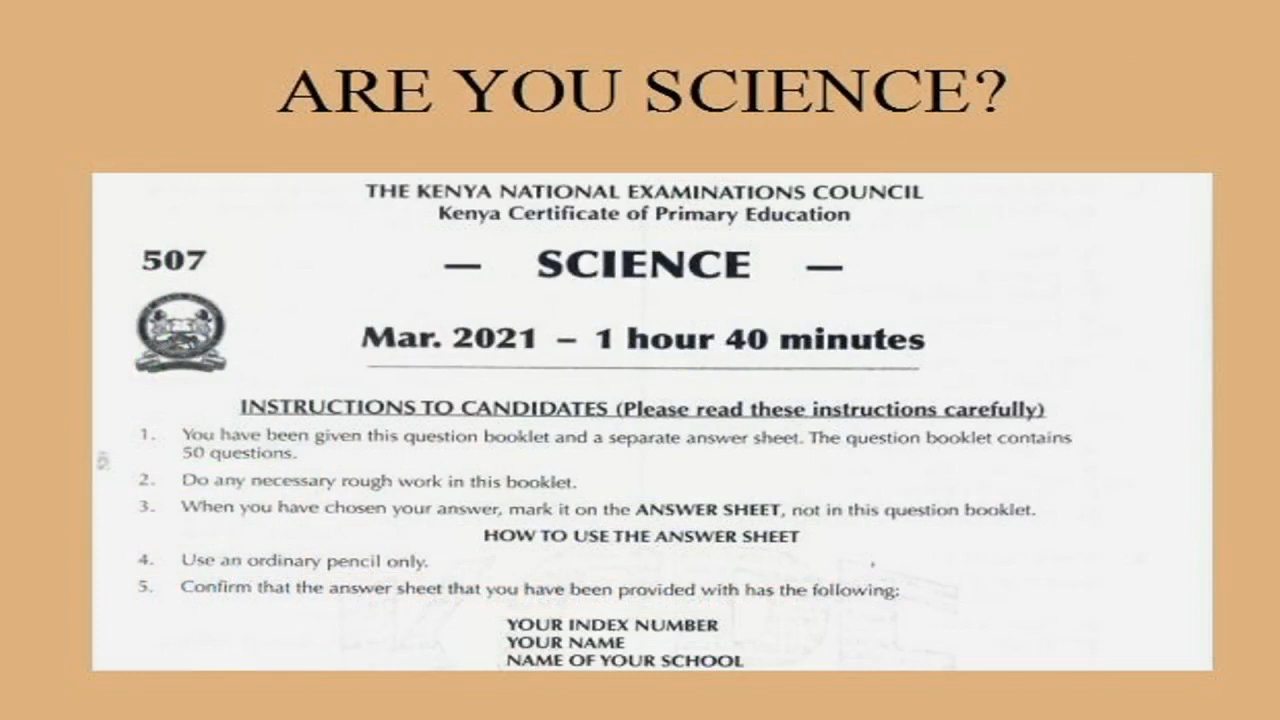 ARE YOU SCIENCE?
THE KENYA NATIONAL EXAMINATIONS COUNCIL
Kenya Certificate of Primary Education
507
— SCIENCE —
Mar. 2021 – 1 hour 40 minutes
INSTRUCTIONS TO CANDIDATES (Please read these instructions carefully)
1. You have been given this question booklet and a separate answer sheet. The question booklet contains
50 questions.
2. Do any necessary rough work in this booklet.
3. When you have chosen your answer, mark it on the ANSWER SHEET, not in this question booklet.
HOW TO USE THE ANSWER SHEET
4. Use an ordinary pencil only.
5. Confirm that the answer sheet that you have been provided with has the following:
YOUR INDEX NUMBER
YOUR NAME
NAME OF YOUR SCHOOL